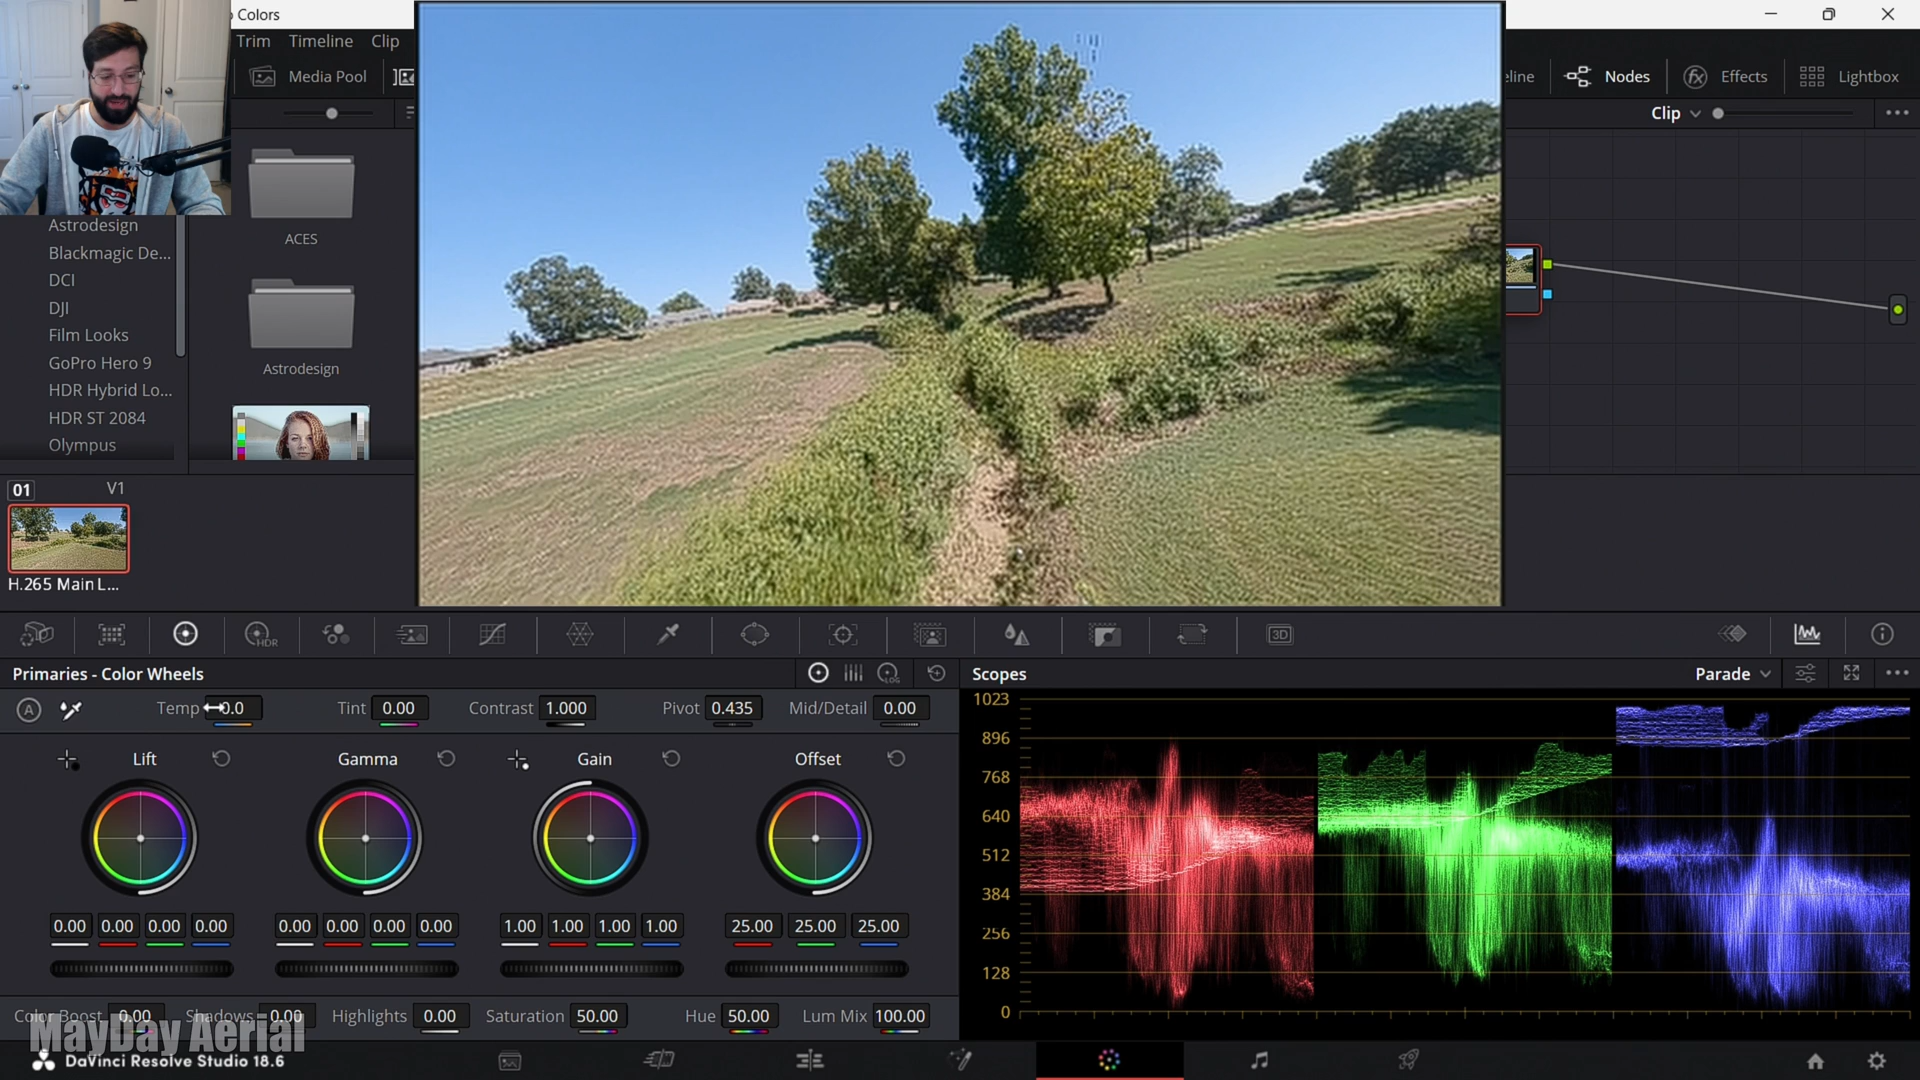 Colors
Trim Timeline Clip
Media Pool
Nodes
Effects
Lightbox
Clip
Astrodesign
Blackmagic De...
DCI
DJI
Film Looks
GoPro Hero 9
HDR Hybrid Lo...
HDR ST 2084
Olympus
ACES
Astrodesign
01 V1
H.265 Main L...
HDR
3D
Primaries - Color Wheels
LOG
Scopes
Parade
A
Temp 0.0 Tint 0.00 Contrast 1.000 Pivot 0.435 Mid/Detail 0.00
Lift Gamma Gain Offset
0.00 0.00 0.00 0.00
0.00 0.00 0.00 0.00
1.00 1.00 1.00 1.00
25.00 25.00 25.00
Color Boost 0.00 Shadows 0.00 Highlights 0.00 Saturation 50.00 Hue 50.00 Lum Mix 100.00
1023
896
768
640
512
384
256
128
0
MayDay Aerial
DaVinci Resolve Studio 18.6